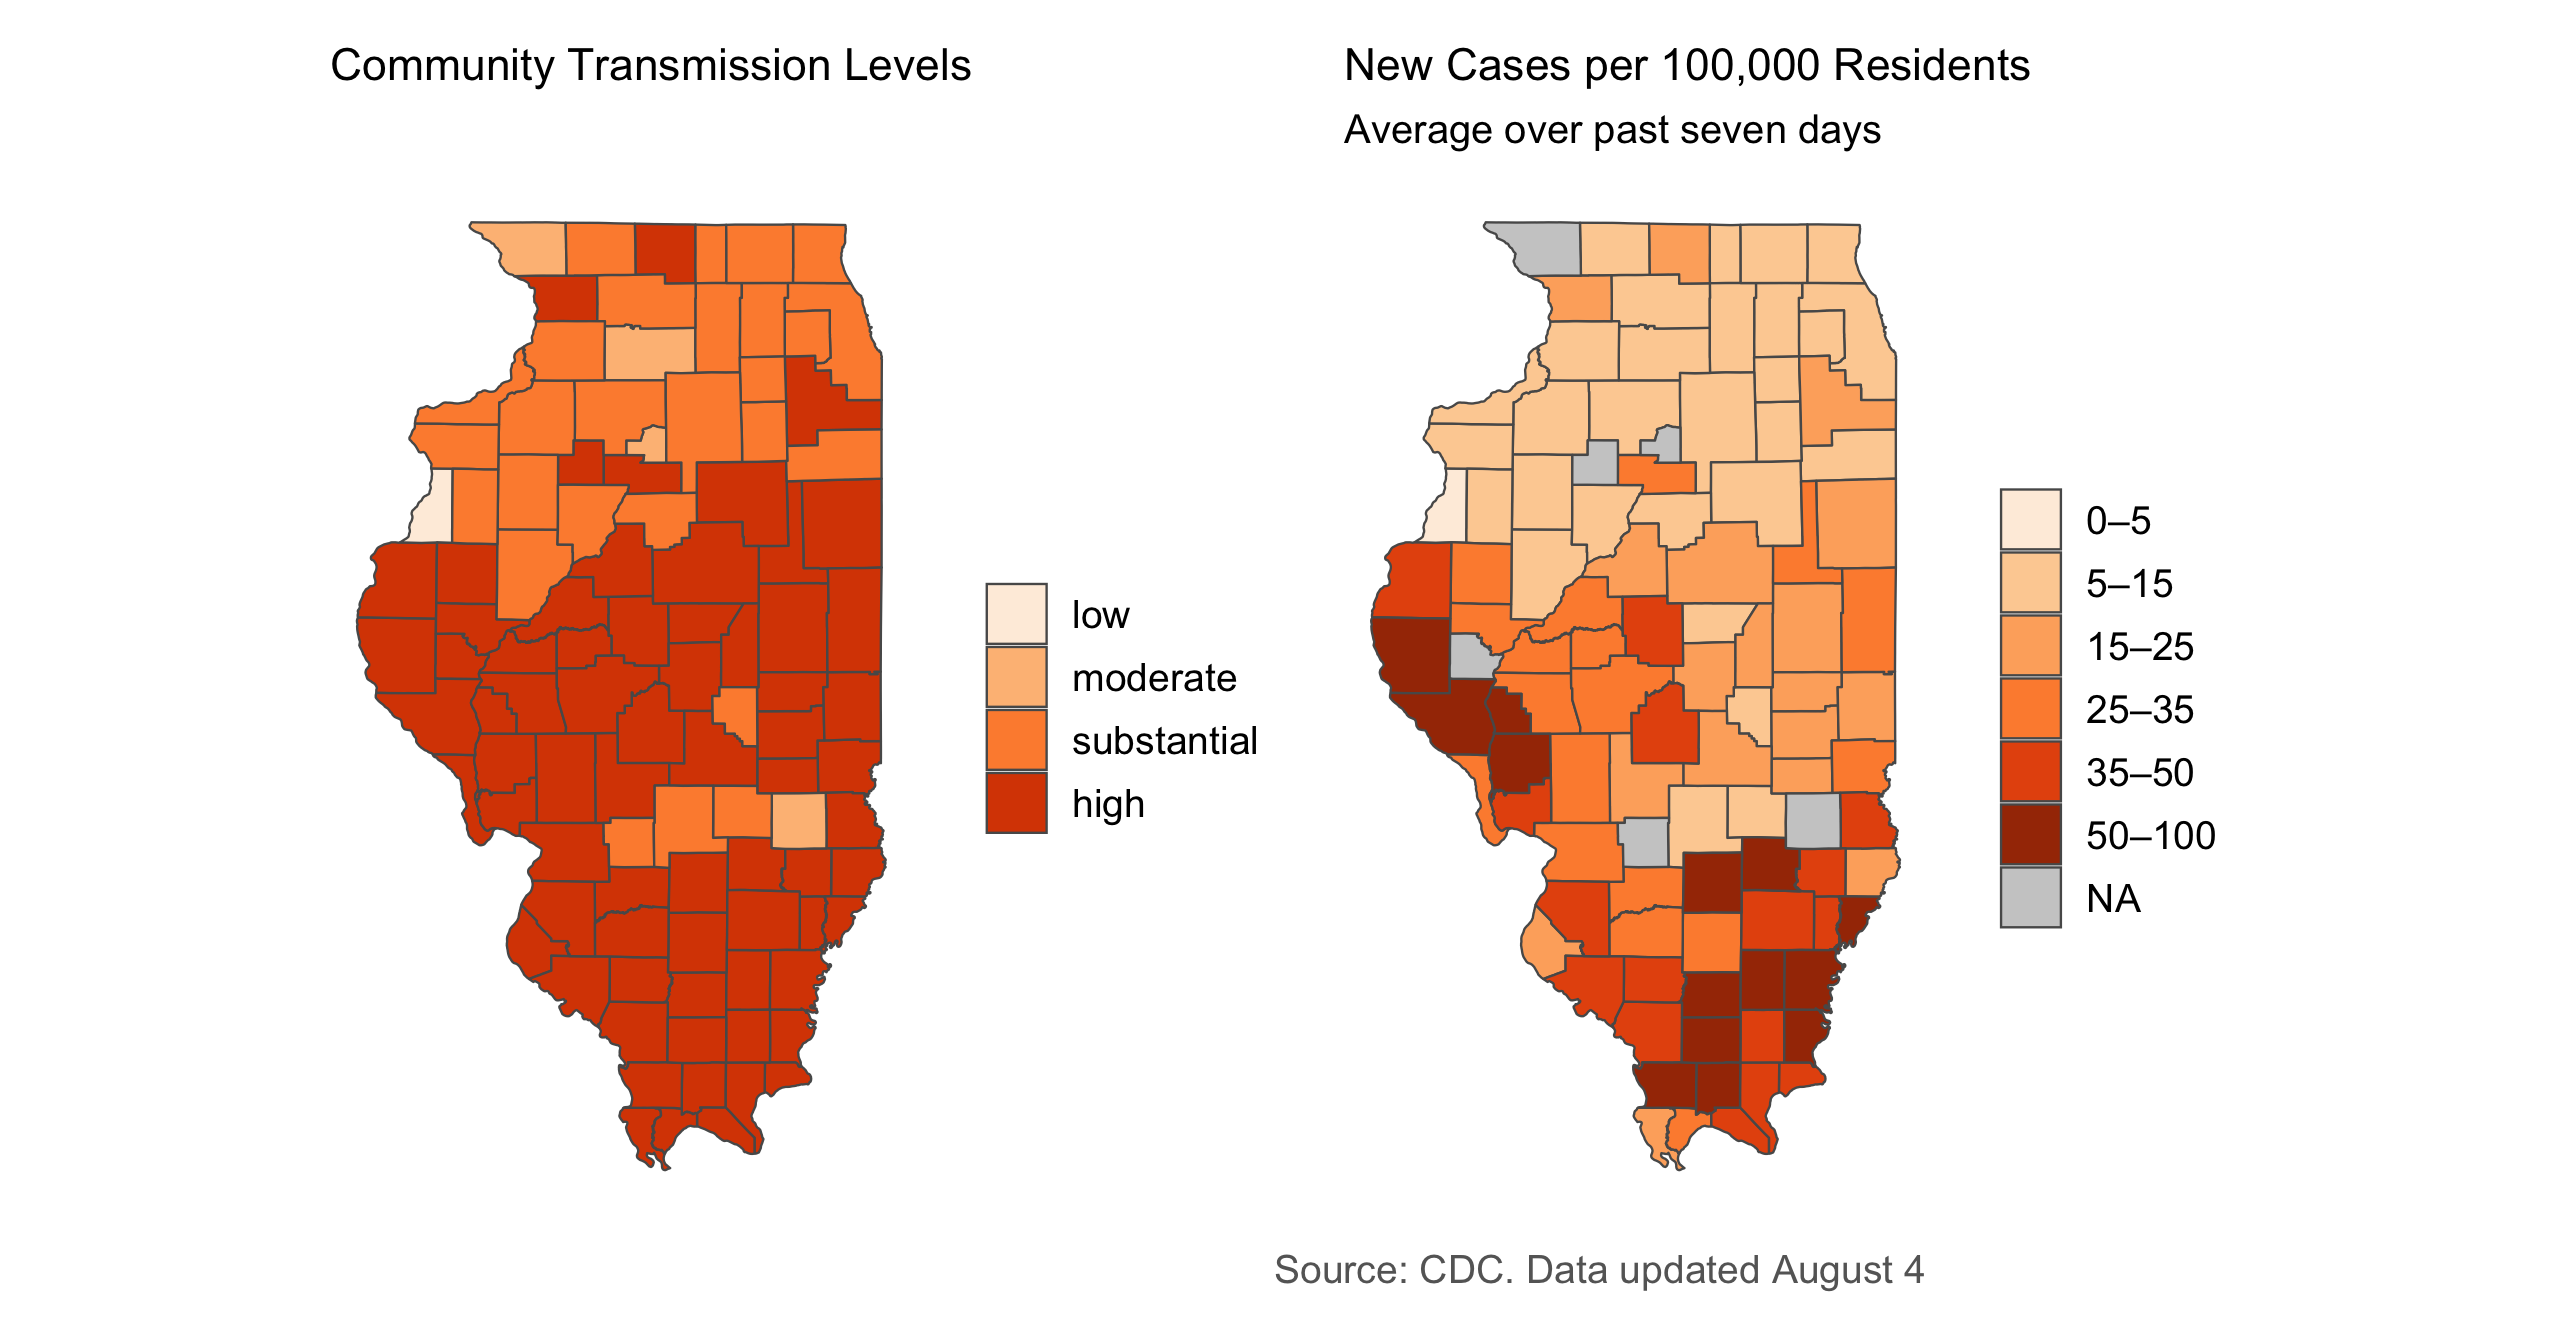 Community Transmission Levels
low
moderate
substantial
high
New Cases per 100,000 Residents
Average over past seven days
0–5
5–15
15–25
25–35
35–50
50–100
NA
Source: CDC. Data updated August 4